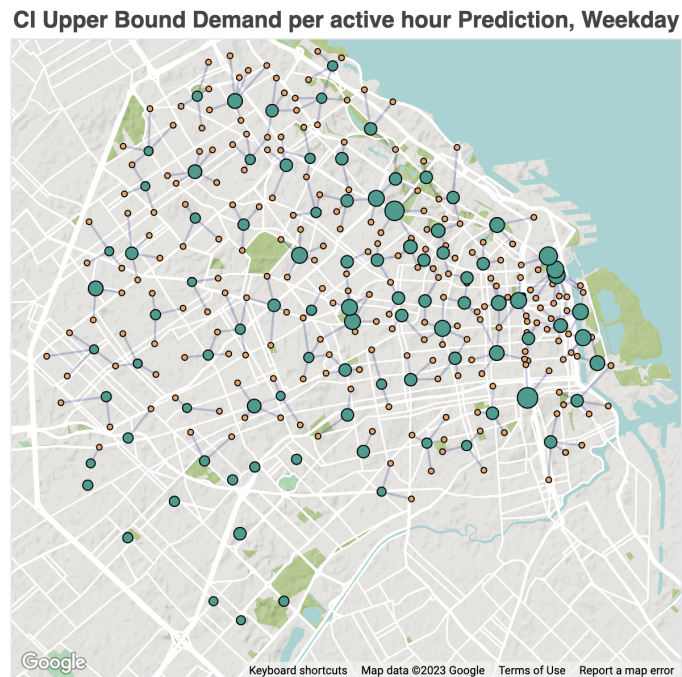 CI Upper Bound Demand per active hour Prediction, Weekday
Google
Keyboard shortcuts Map data ©2023 Google Terms of Use Report a map error